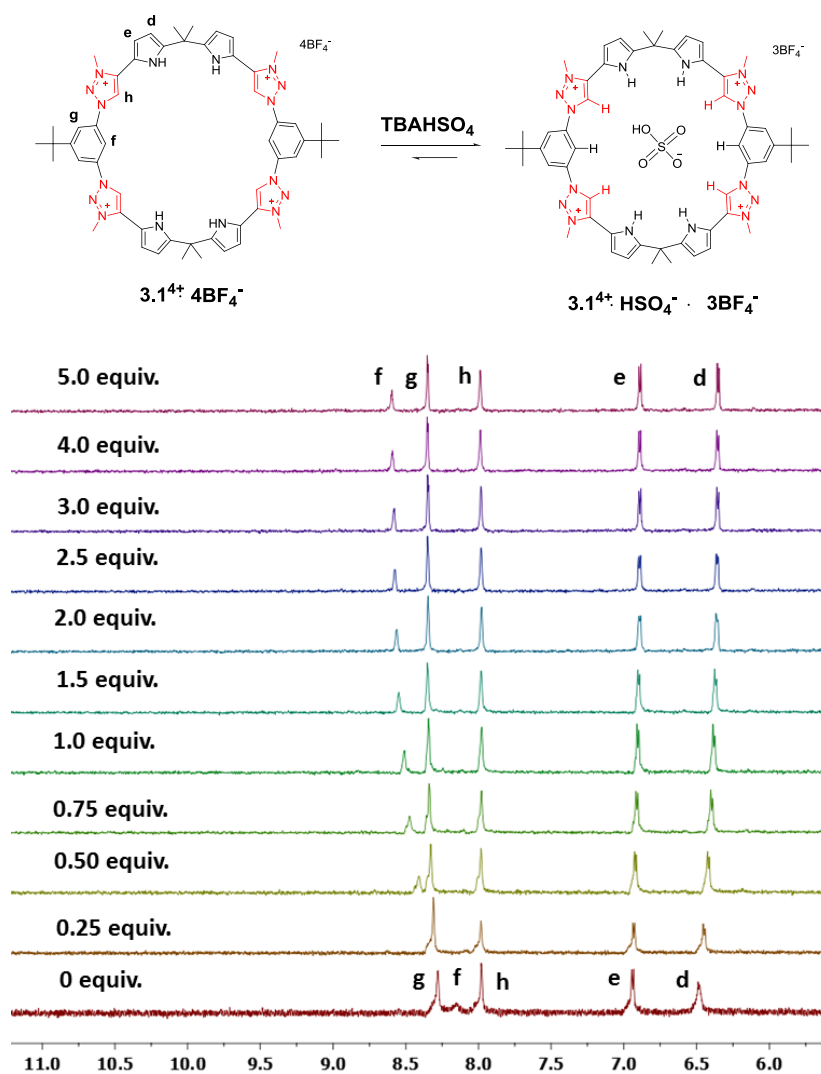 d
e
4BF₄⁻
NH HN
N N
N⁺ N⁺
N N
h
N N
g
f
N N
N N
N⁺ N⁺
NH HN
3.1⁴⁺· 4BF₄⁻
TBAHSO₄
3BF₄⁻
N N
H H
N⁺ N⁺
N N
N H H N
N N
HO O
S
O O⁻
H H
N N
N H H N
N N
N⁺ N⁺
H H
N N
3.1⁴⁺· HSO₄⁻ · 3BF₄⁻
5.0 equiv.
f g h e d
4.0 equiv.
3.0 equiv.
2.5 equiv.
2.0 equiv.
1.5 equiv.
1.0 equiv.
0.75 equiv.
0.50 equiv.
0.25 equiv.
0 equiv.
g f h e d
11.0 10.5 10.0 9.5 9.0 8.5 8.0 7.5 7.0 6.5 6.0